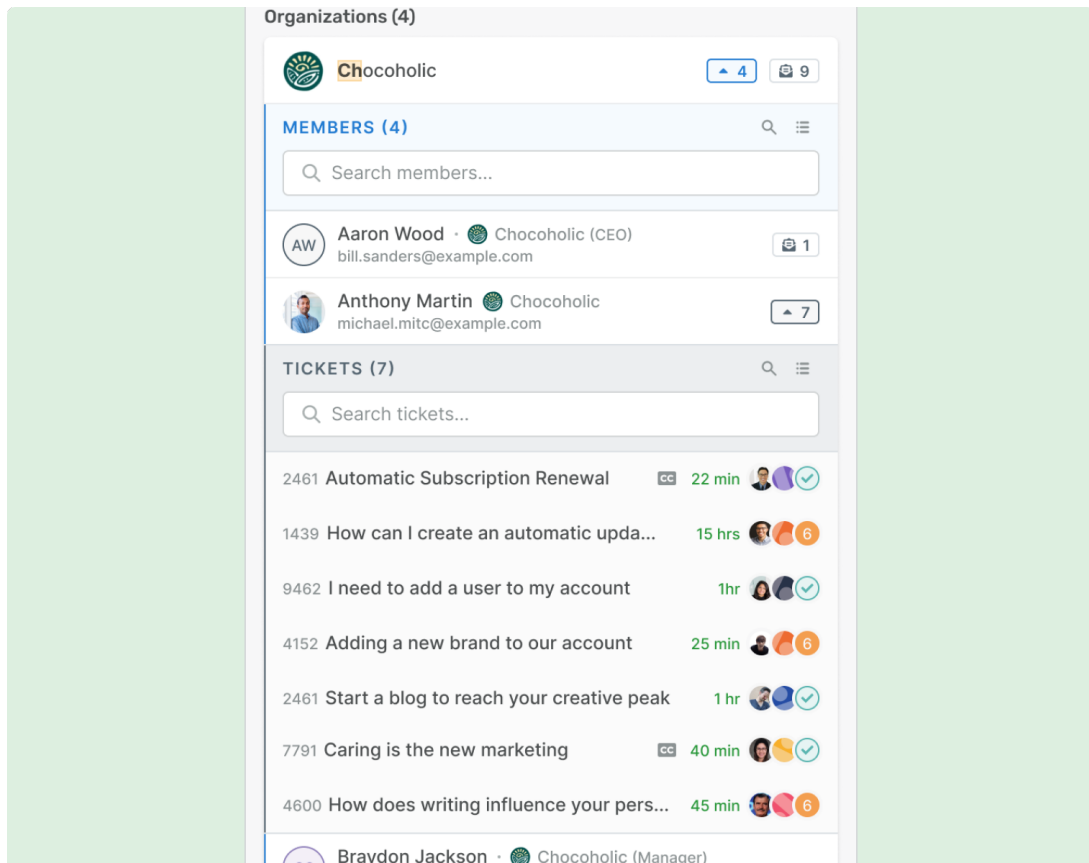 Organizations (4)
Chocoholic 4 9
MEMBERS (4)
Search members...
Aaron Wood · Chocoholic (CEO)
AW 1
bill.sanders@example.com
Anthony Martin Chocoholic
7
michael.mitc@example.com
TICKETS (7)
Search tickets...
2461 Automatic Subscription Renewal CC 22 min
1439 How can I create an automatic upda... 15 hrs 6
9462 I need to add a user to my account 1hr
4152 Adding a new brand to our account 25 min 6
2461 Start a blog to reach your creative peak 1 hr
7791 Caring is the new marketing CC 40 min
4600 How does writing influence your pers... 45 min 6
Braydon Jackson · Chocoholic (Manager)